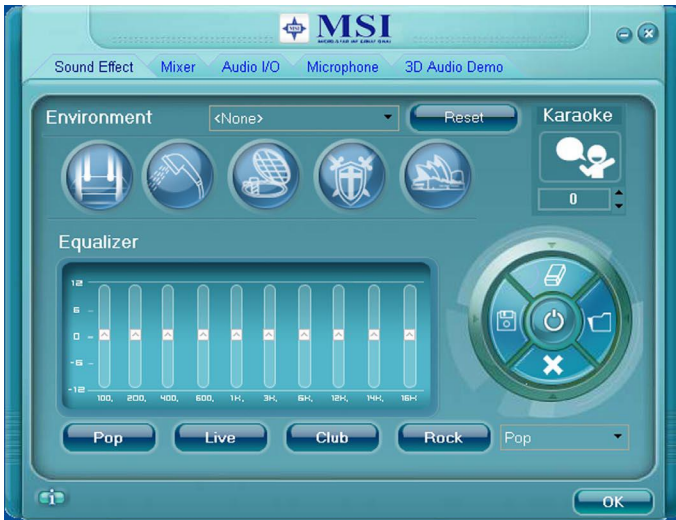 MSI
Sound Effect Mixer Audio I/O Microphone 3D Audio Demo
Environment <None> Reset Karaoke
0
Equalizer
12
6
0
-6
-12
100, 200, 400, 600, 1K, 3K, 6K, 12K, 14K, 16K
Pop Live Club Rock Pop
i
OK